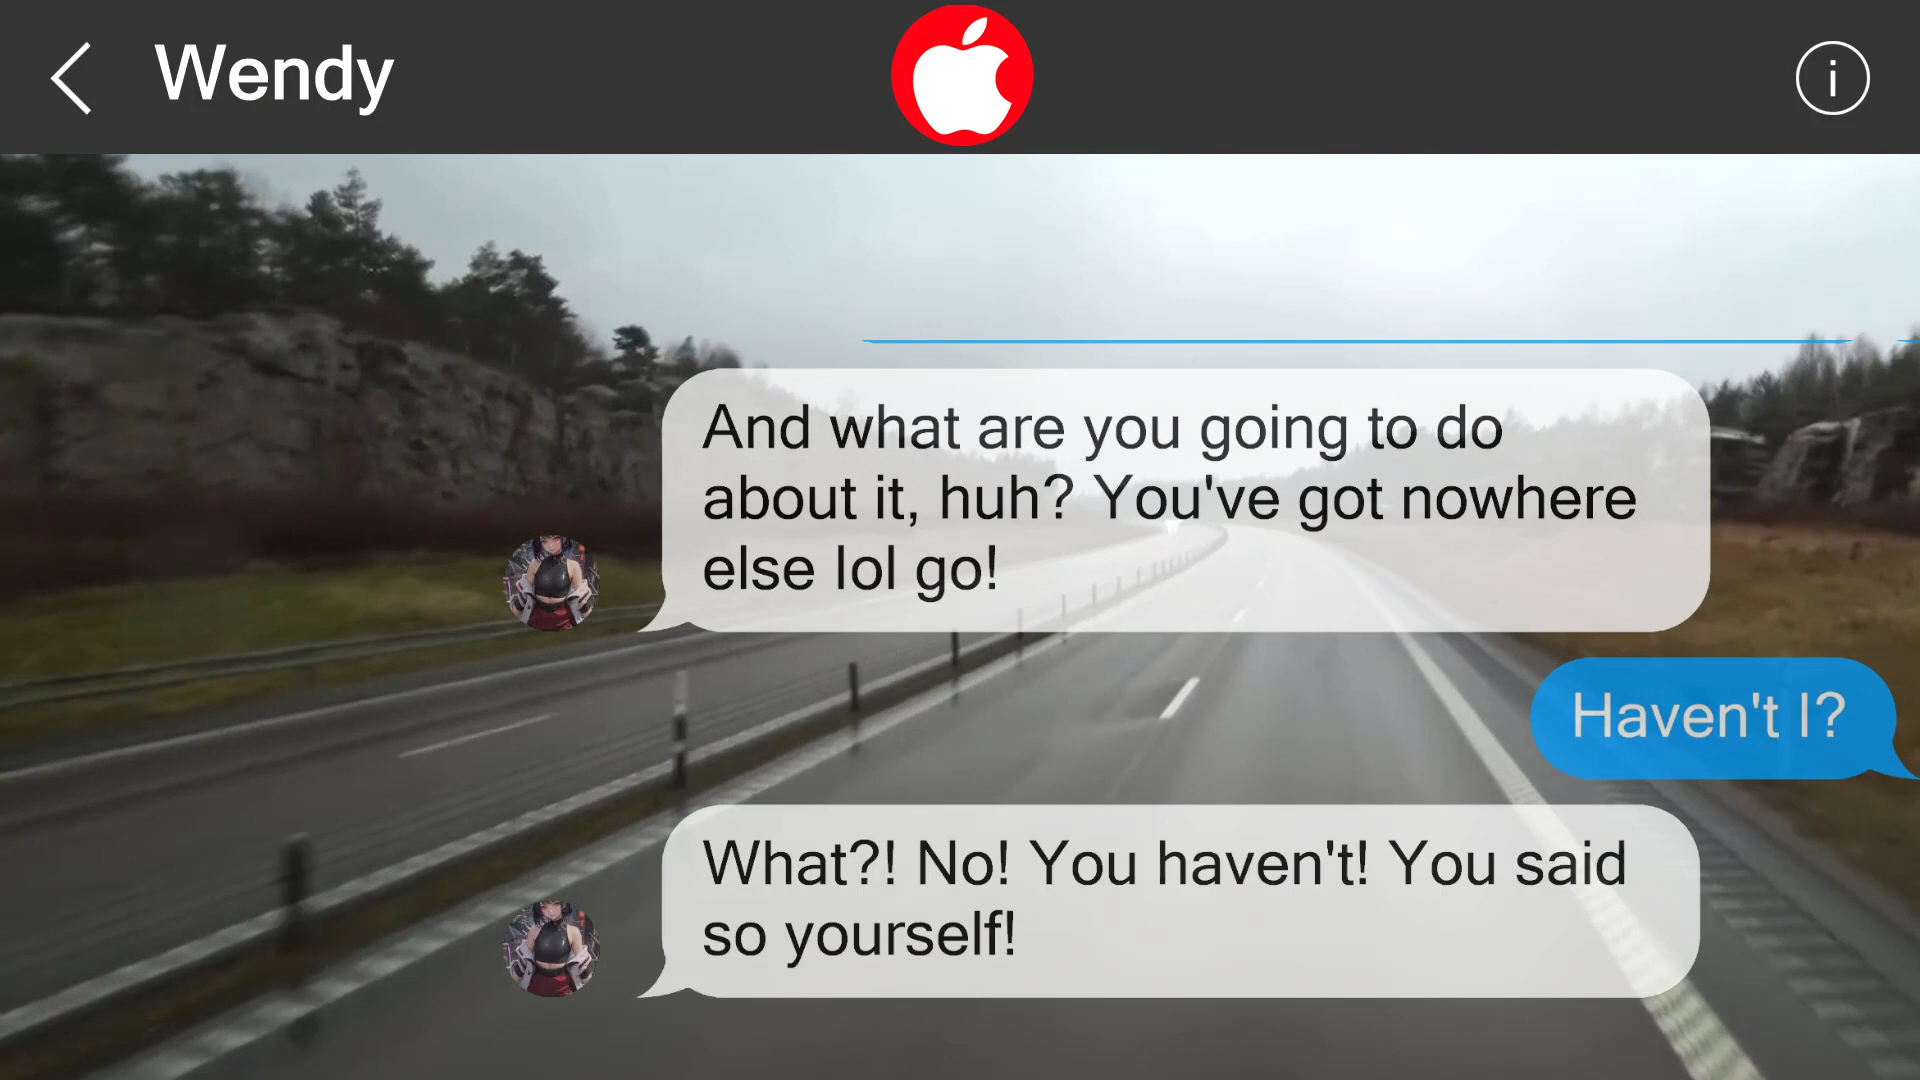 Wendy
i
And what are you going to do
about it, huh? You've got nowhere
else lol go!
Haven't I?
What?! No! You haven't! You said
so yourself!